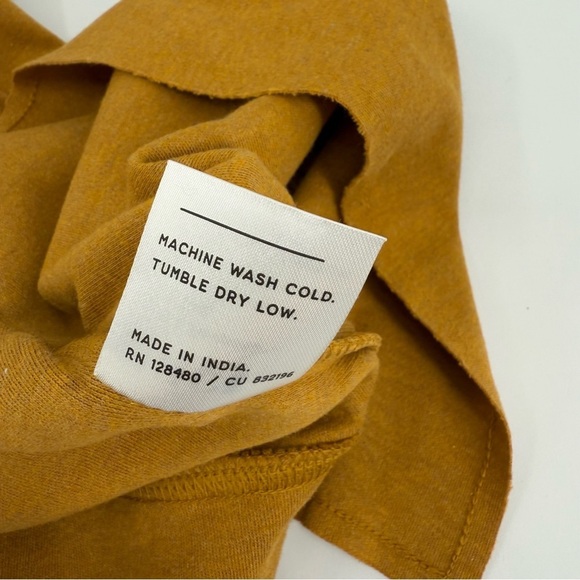 MACHINE WASH COLD.
TUMBLE DRY LOW.
MADE IN INDIA.
RN 128480 / CU 832196